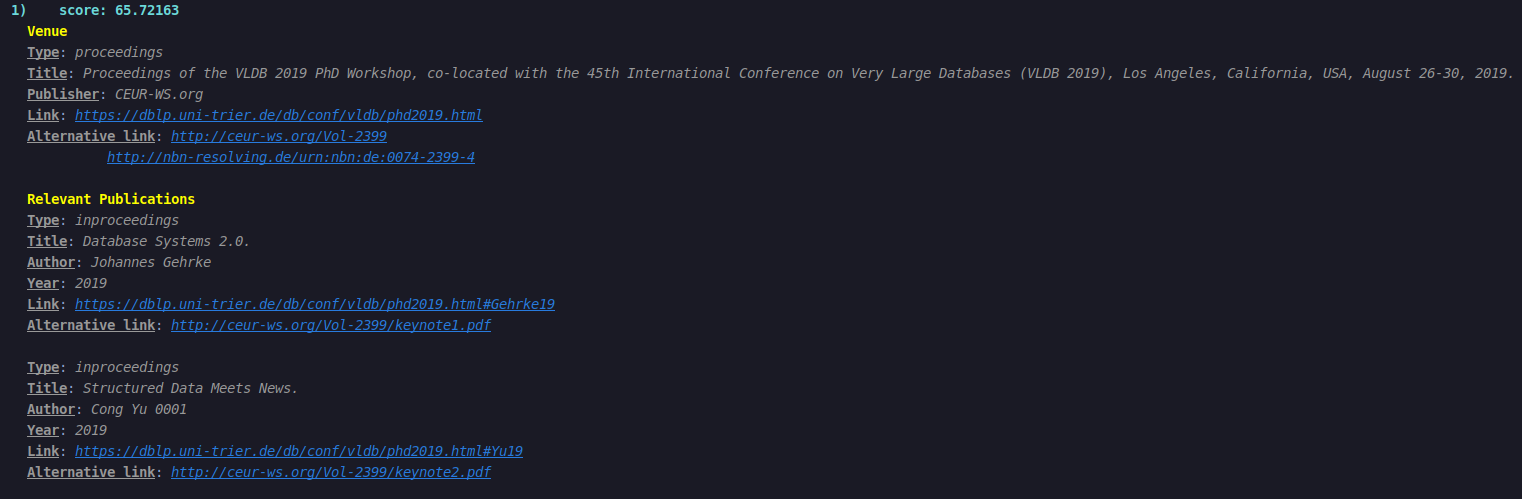 1)    score: 65.72163
Venue
Type: proceedings
Title: Proceedings of the VLDB 2019 PhD Workshop, co-located with the 45th International Conference on Very Large Databases (VLDB 2019), Los Angeles, California, USA, August 26-30, 2019.
Publisher: CEUR-WS.org
Link: https://dblp.uni-trier.de/db/conf/vldb/phd2019.html
Alternative link: http://ceur-ws.org/Vol-2399
http://nbn-resolving.de/urn:nbn:de:0074-2399-4
Relevant Publications
Type: inproceedings
Title: Database Systems 2.0.
Author: Johannes Gehrke
Year: 2019
Link: https://dblp.uni-trier.de/db/conf/vldb/phd2019.html#Gehrke19
Alternative link: http://ceur-ws.org/Vol-2399/keynote1.pdf
Type: inproceedings
Title: Structured Data Meets News.
Author: Cong Yu 0001
Year: 2019
Link: https://dblp.uni-trier.de/db/conf/vldb/phd2019.html#Yu19
Alternative link: http://ceur-ws.org/Vol-2399/keynote2.pdf